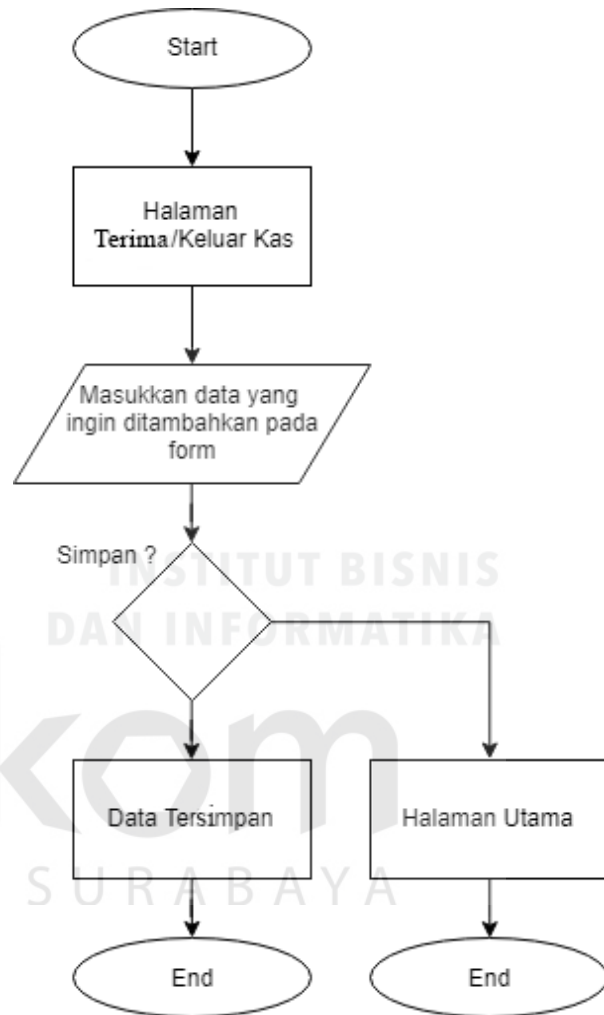 Start
Halaman
Terima/Keluar Kas
Masukkan data yang
ingin ditambahkan pada
form
Simpan ?
INSTITUT BISNIS
DAN INFORMATIKA
kom
SURABAYA
Data Tersimpan
Halaman Utama
End
End